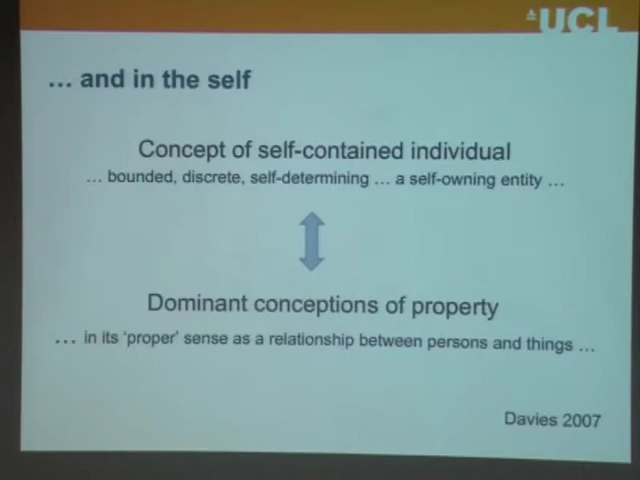 UCL
… and in the self
Concept of self-contained individual
… bounded, discrete, self-determining … a self-owning entity …
Dominant conceptions of property
… in its ‘proper’ sense as a relationship between persons and things …
Davies 2007